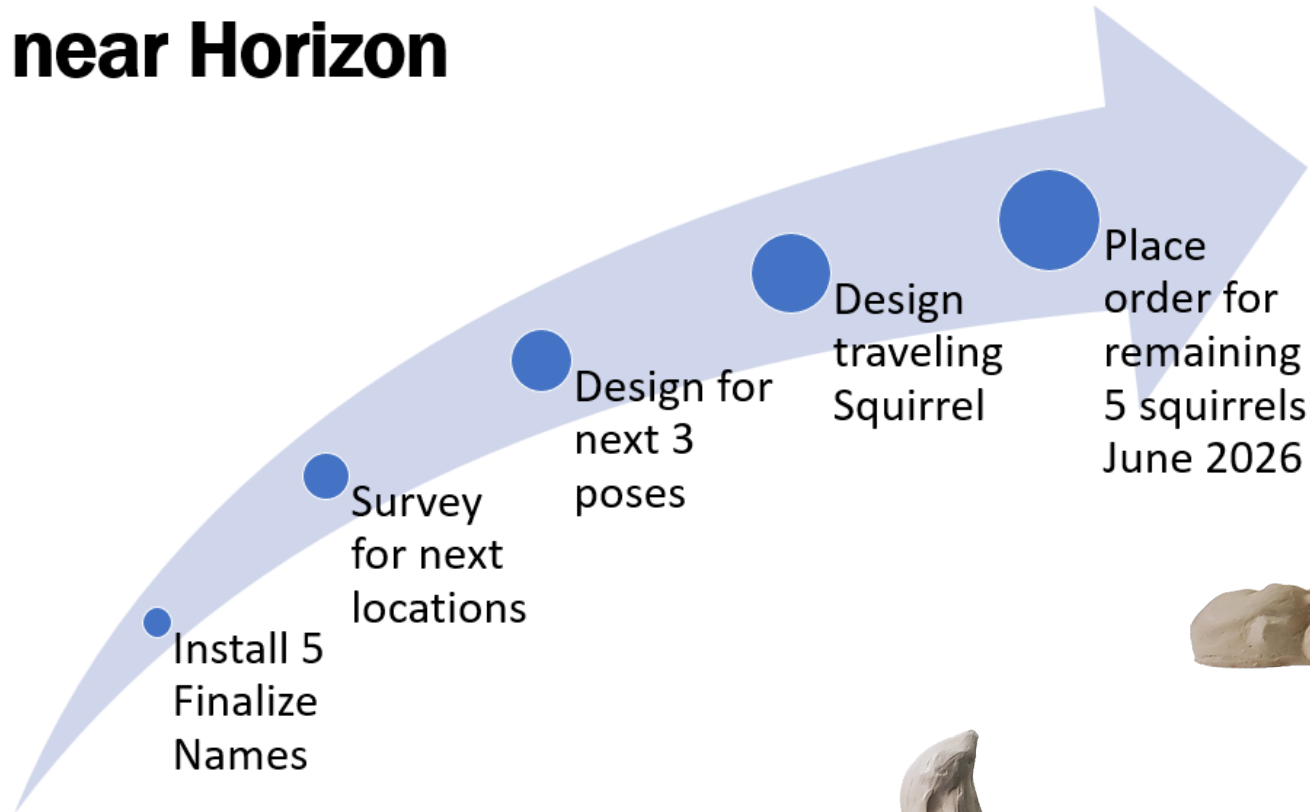 near Horizon
Install 5
Finalize
Names
Survey
for next
locations
Design for
next 3
poses
Design
traveling
Squirrel
Place
order for
remaining
5 squirrels
June 2026